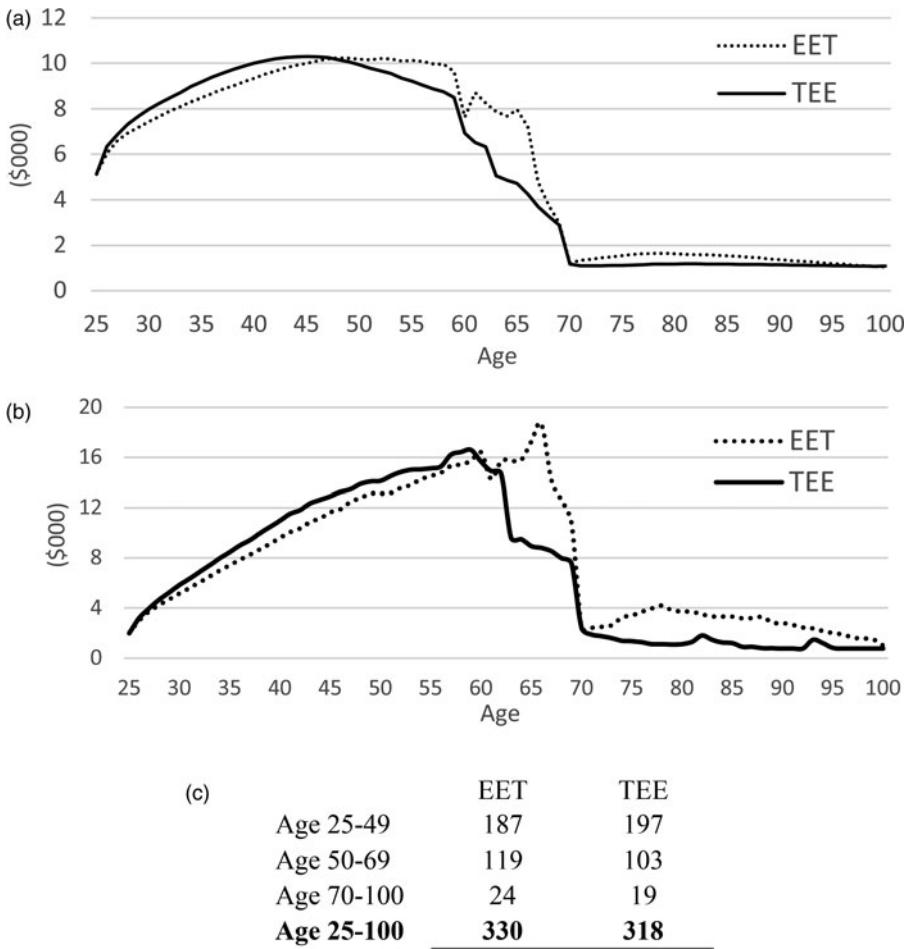 (a)
12
10
8
6
4
2
0
($000)
EET
TEE
25 30 35 40 45 50 55 60 65 70 75 80 85 90 95 100
Age
(b)
20
16
12
8
4
0
($000)
EET
TEE
25 30 35 40 45 50 55 60 65 70 75 80 85 90 95 100
Age
(c)
EET TEE
Age 25-49 187 197
Age 50-69 119 103
Age 70-100 24 19
Age 25-100 330 318